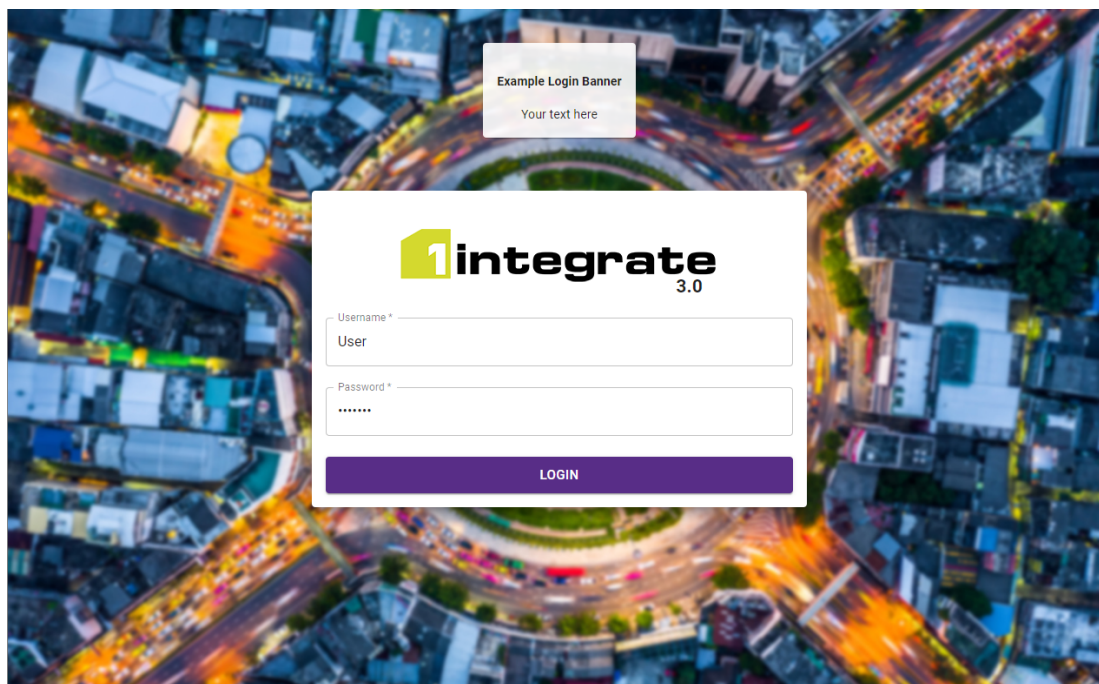 Example Login Banner
Your text here
1integrate
3.0
Username *
User
Password *
•••••••
LOGIN